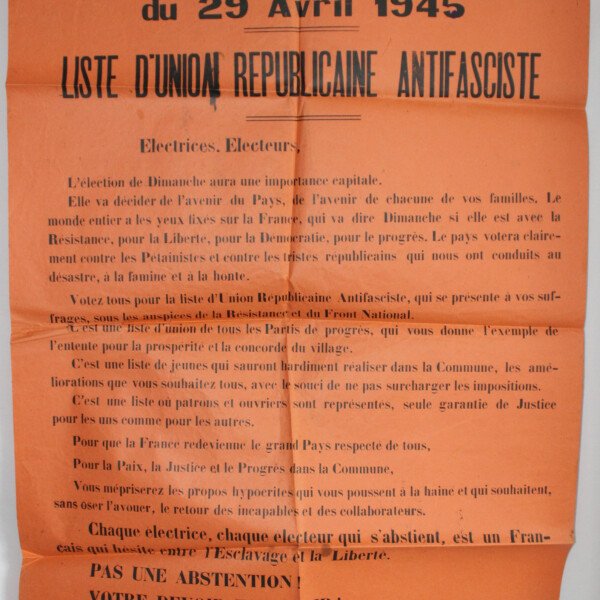 du 29 Avril 1945
LISTE D'UNION REPUBLICAINE ANTIFASCISTE
Electrices, Electeurs,
L'élection de Dimanche aura une importance capitale.
Elle va décider de l'avenir du Pays, de l'avenir de chacune de vos familles. Le
monde entier a les yeux fixés sur la France, qui va dire Dimanche si elle est avec la
Résistance, pour la Liberte, pour la Démocratie, pour le progrés. Le pays votera claire-
ment contre les Pétainistes et contre les tristes républicains qui nous ont conduits au
désastre, à la famine et à la honte.
Votez tous pour la liste d'Union Républicaine Antifasciste, qui se présente a vos suf-
frages, sous les auspices de la Résistance et du Front National.
C'est une liste d'union de tous les Partis de progrès, qui vous donne l'exemple de
l'entente pour la prospérité et la concorde du village.
C'est une liste de jeunes qui sauront hardiment réaliser dans la Commune, les amé-
liorations que vous souhaitez tous, avec le souci de ne pas surcharger les impositions.
C'est une liste où patrons et ouvriers sont représentés, seule garantie de Justice
pour les uns comme pour les autres.
Pour que la France redevienne le grand Pays respecte de tous,
Pour la Paix, la Justice et le Progrès dans la Commune,
Vous mépriserez les propos hypocrites qui vous poussent à la haine et qui souhaitent,
sans oser l'avouer, le retour des incapables et des collaborateurs.
Chaque electrice, chaque electeur qui s'abstient, est un Fran-
çais qui hésite entre l'Esclavage et la Liberté.
PAS UNE ABSTENTION !
VOTRE